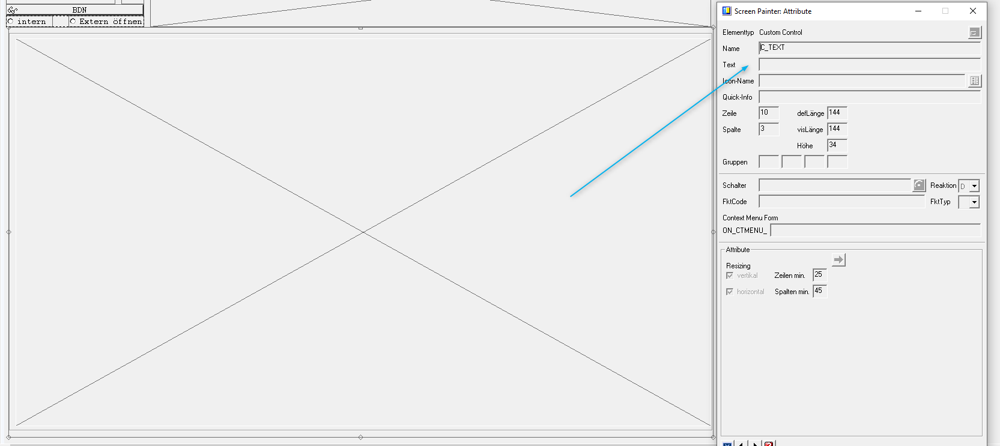 BDN
intern Extern öffnen
Screen Painter: Attribute
Elementtyp Custom Control
Name C_TEXT
Text
Icon-Name
Quick-Info
Zeile 10 defLänge 144
Spalte 3 visLänge 144
Höhe 34
Gruppen
Schalter Reaktion D
FktCode FktTyp
Context Menu Form
ON_CTMENU_
Attribute
Resizing
vertikal Zeilen min. 25
horizontal Spalten min. 45